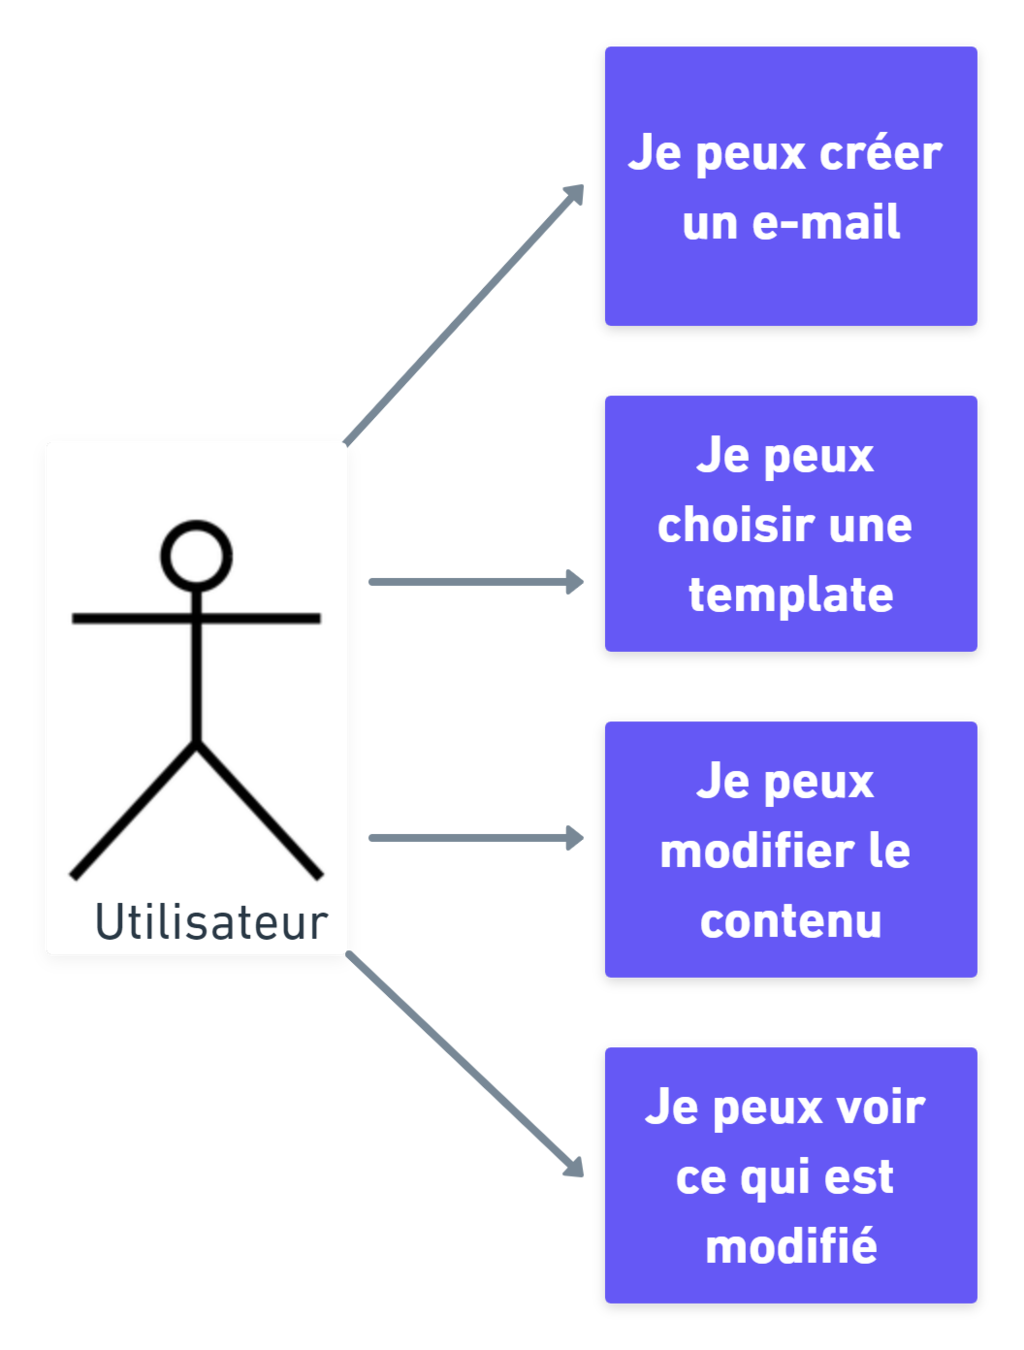 Je peux créer
un e-mail
Je peux
choisir une
template
Je peux
modifier le
contenu
Utilisateur
Je peux voir
ce qui est
modifié